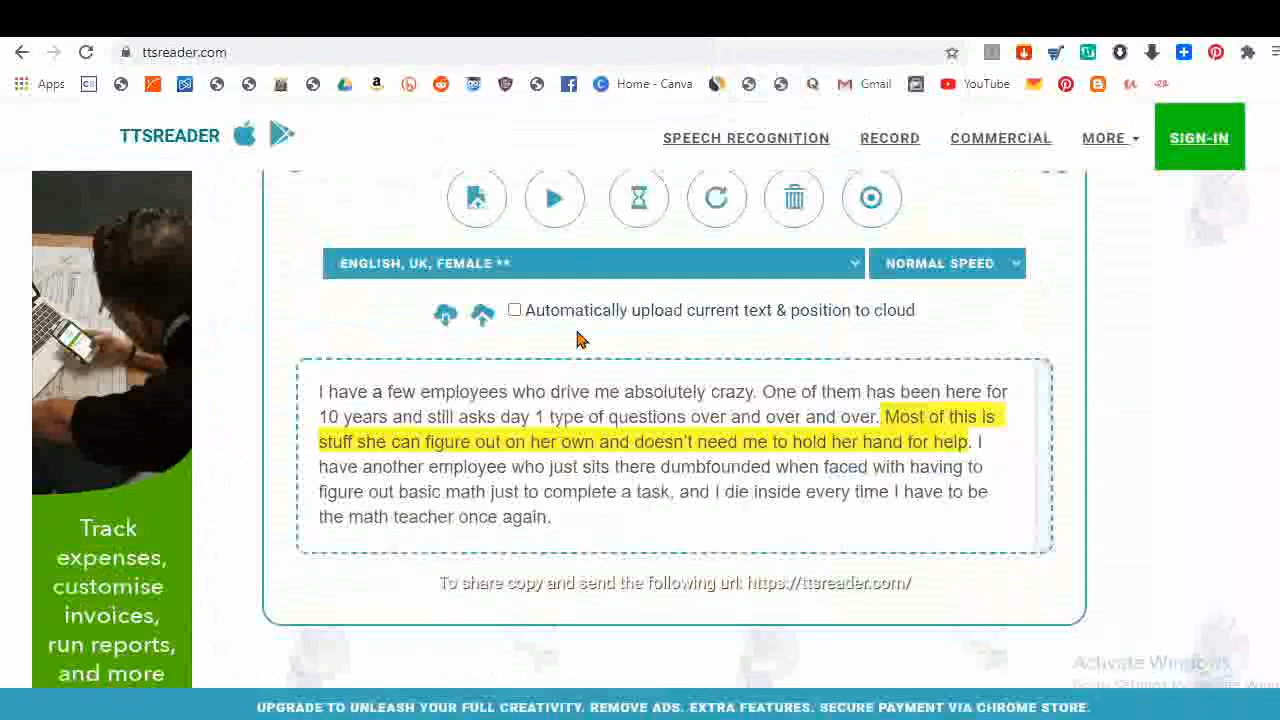 ttsreader.com
Apps
Home - Canva
Gmail
YouTube
TTSREADER
SPEECH RECOGNITION
RECORD
COMMERCIAL
MORE
SIGN-IN
ENGLISH, UK, FEMALE **
NORMAL SPEED
Automatically upload current text & position to cloud
I have a few employees who drive me absolutely crazy. One of them has been here for
10 years and still asks day 1 type of questions over and over and over. Most of this is
stuff she can figure out on her own and doesn't need me to hold her hand for help. I
have another employee who just sits there dumbfounded when faced with having to
figure out basic math just to complete a task, and I die inside every time I have to be
the math teacher once again.
To share copy and send the following url: https://ttsreader.com/
Track
expenses,
customise
invoices,
run reports,
and more
Activate Windows
UPGRADE TO UNLEASH YOUR FULL CREATIVITY. REMOVE ADS. EXTRA FEATURES. SECURE PAYMENT VIA CHROME STORE.